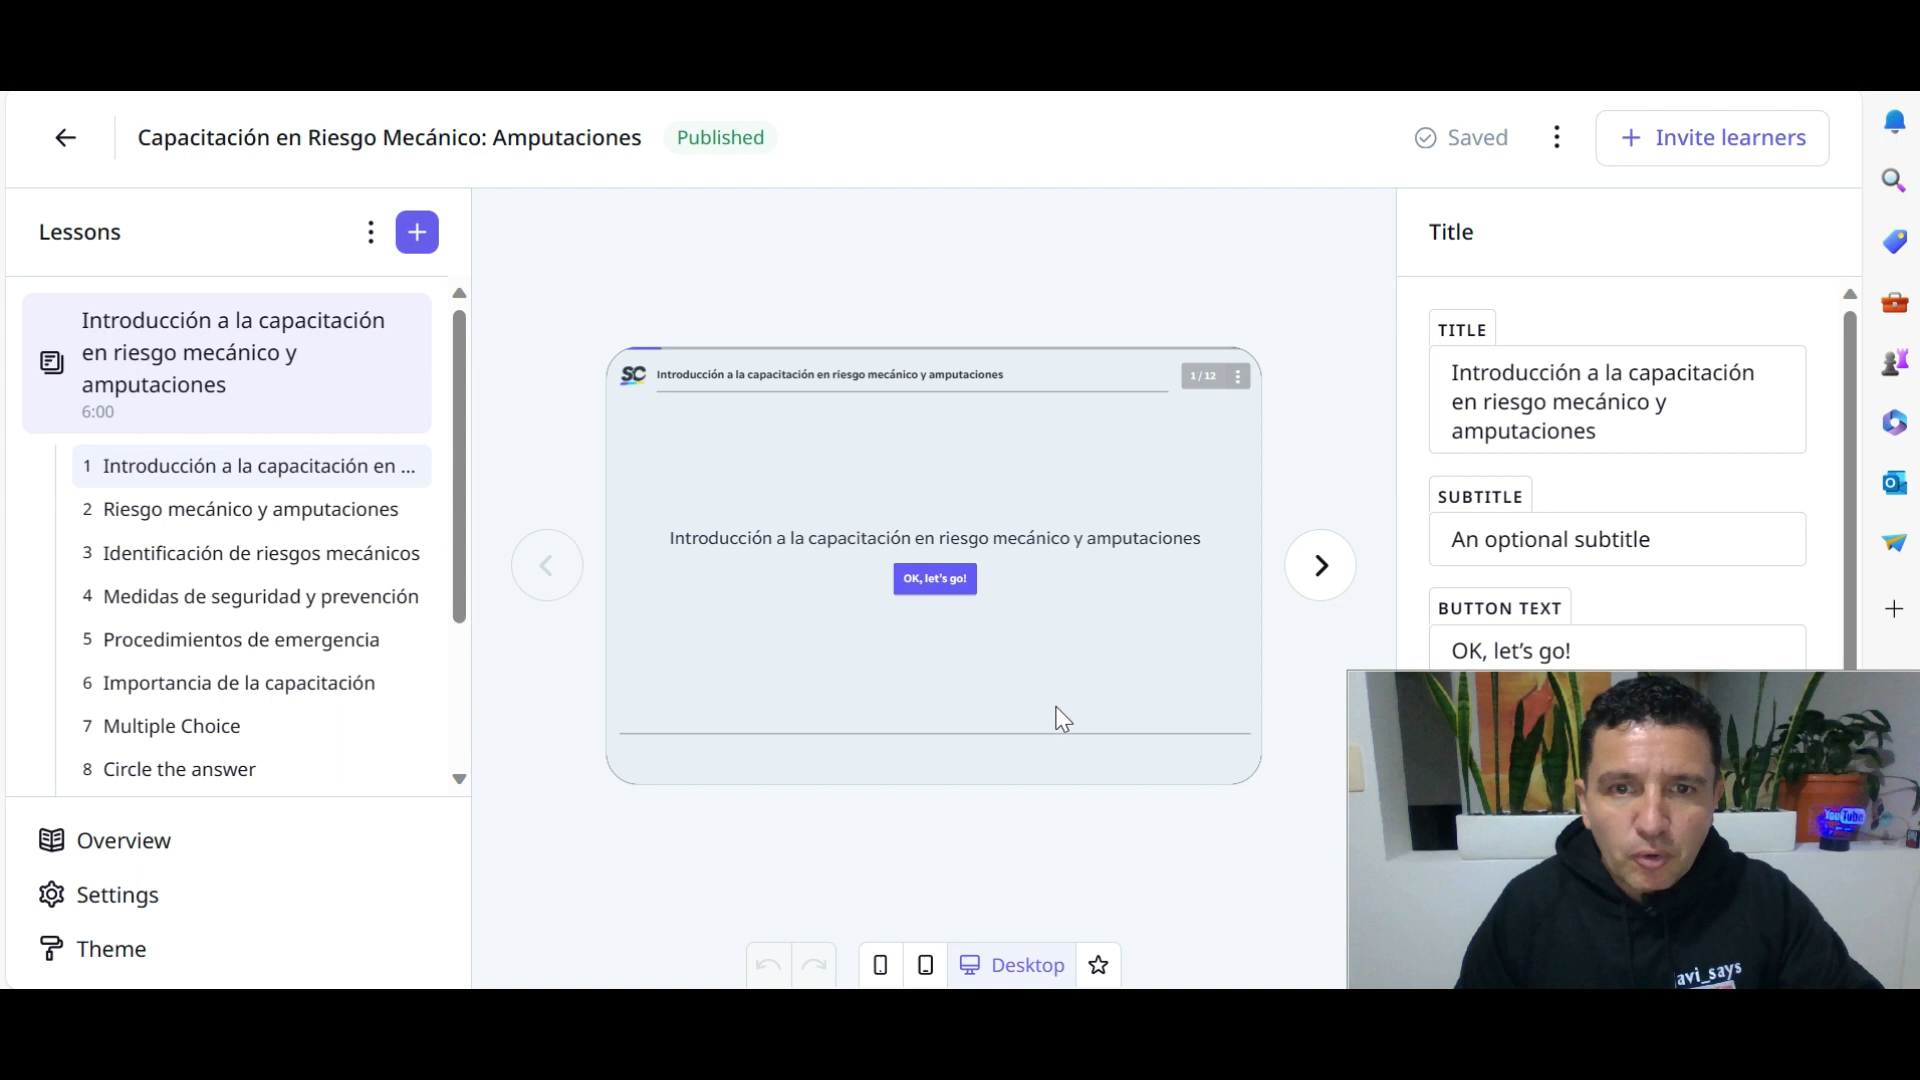 Capacitación en Riesgo Mecánico: Amputaciones
Published
Saved
+ Invite learners
Lessons
Introducción a la capacitación
en riesgo mecánico y
amputaciones
6:00
1 Introducción a la capacitación en ...
2 Riesgo mecánico y amputaciones
3 Identificación de riesgos mecánicos
4 Medidas de seguridad y prevención
5 Procedimientos de emergencia
6 Importancia de la capacitación
7 Multiple Choice
8 Circle the answer
Overview
Settings
Theme
SC
Introducción a la capacitación en riesgo mecánico y amputaciones
1 / 12
Introducción a la capacitación en riesgo mecánico y amputaciones
OK, let's go!
Desktop
Title
TITLE
Introducción a la capacitación
en riesgo mecánico y
amputaciones
SUBTITLE
An optional subtitle
BUTTON TEXT
OK, let's go!
YouTube
avi_says